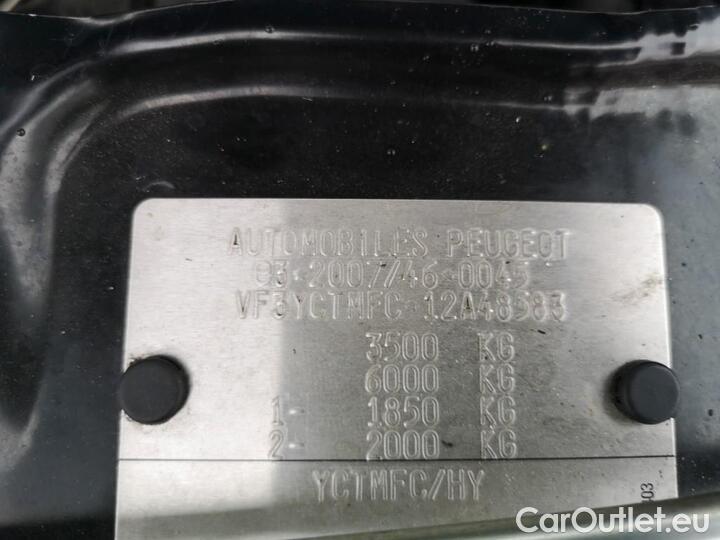 AUTOMOBILES PEUGEOT
e3*2007/46*0045
VF3YCTMFC 12A48583
3500 KG
6000 KG
1- 1850 KG
2- 2000 KG
YCTMFC/HY
403
CarOutlet.eu